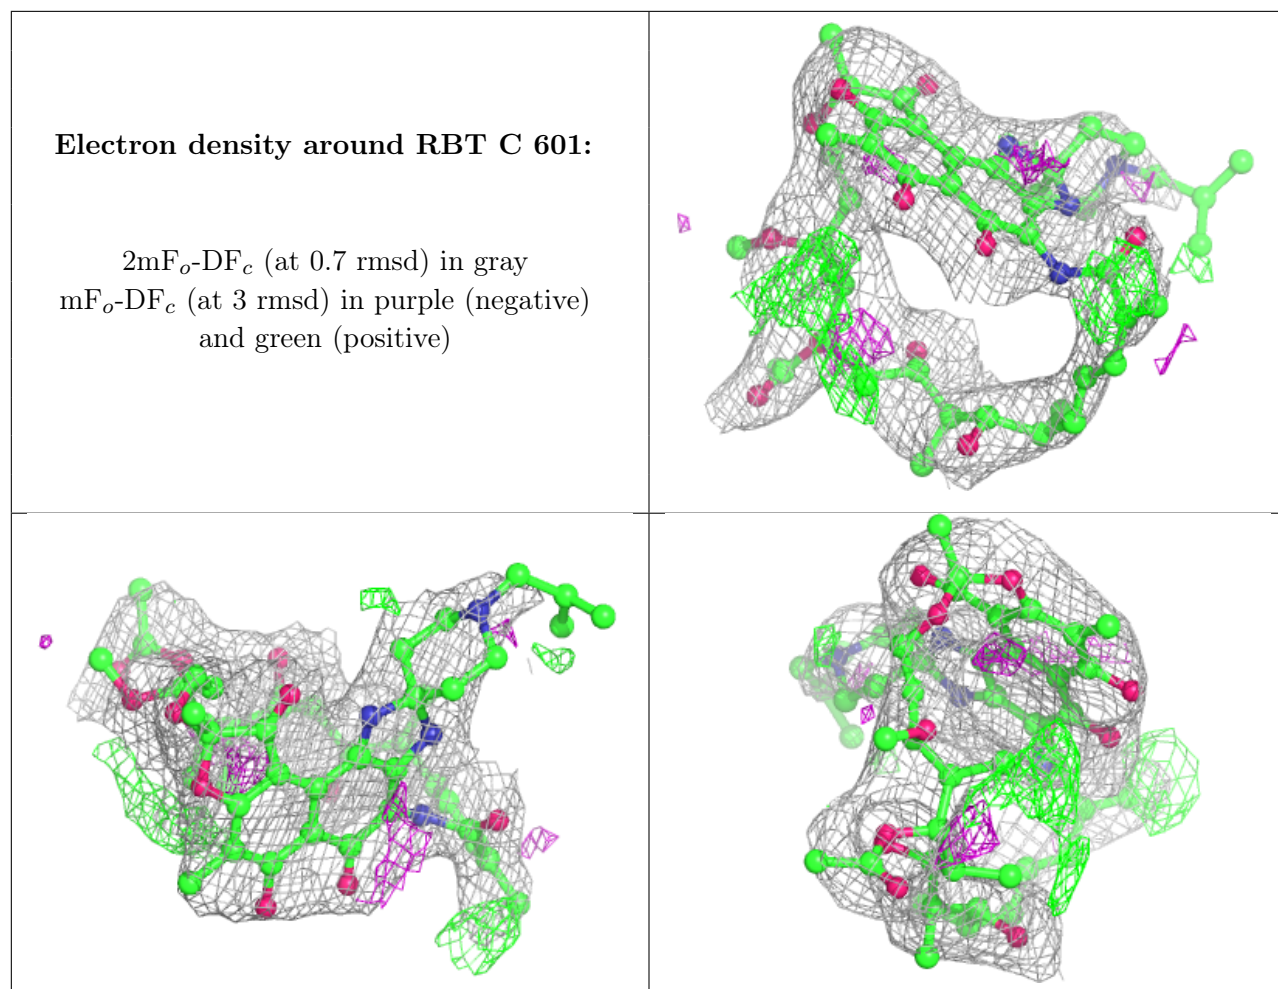 Electron density around RBT C 601:
2mFo-DFc (at 0.7 rmsd) in gray
mFo-DFc (at 3 rmsd) in purple (negative)
and green (positive)